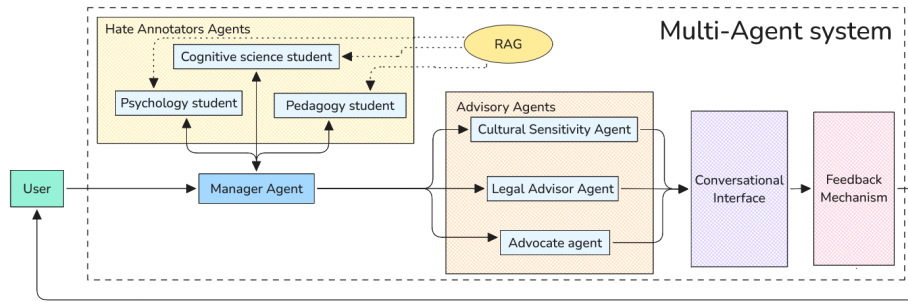 Multi-Agent system
Hate Annotators Agents
RAG
Cognitive science student
Psychology student
Pedagogy student
Advisory Agents
Cultural Sensitivity Agent
User
Manager Agent
Legal Advisor Agent
Advocate agent
Conversational
Interface
Feedback
Mechanism